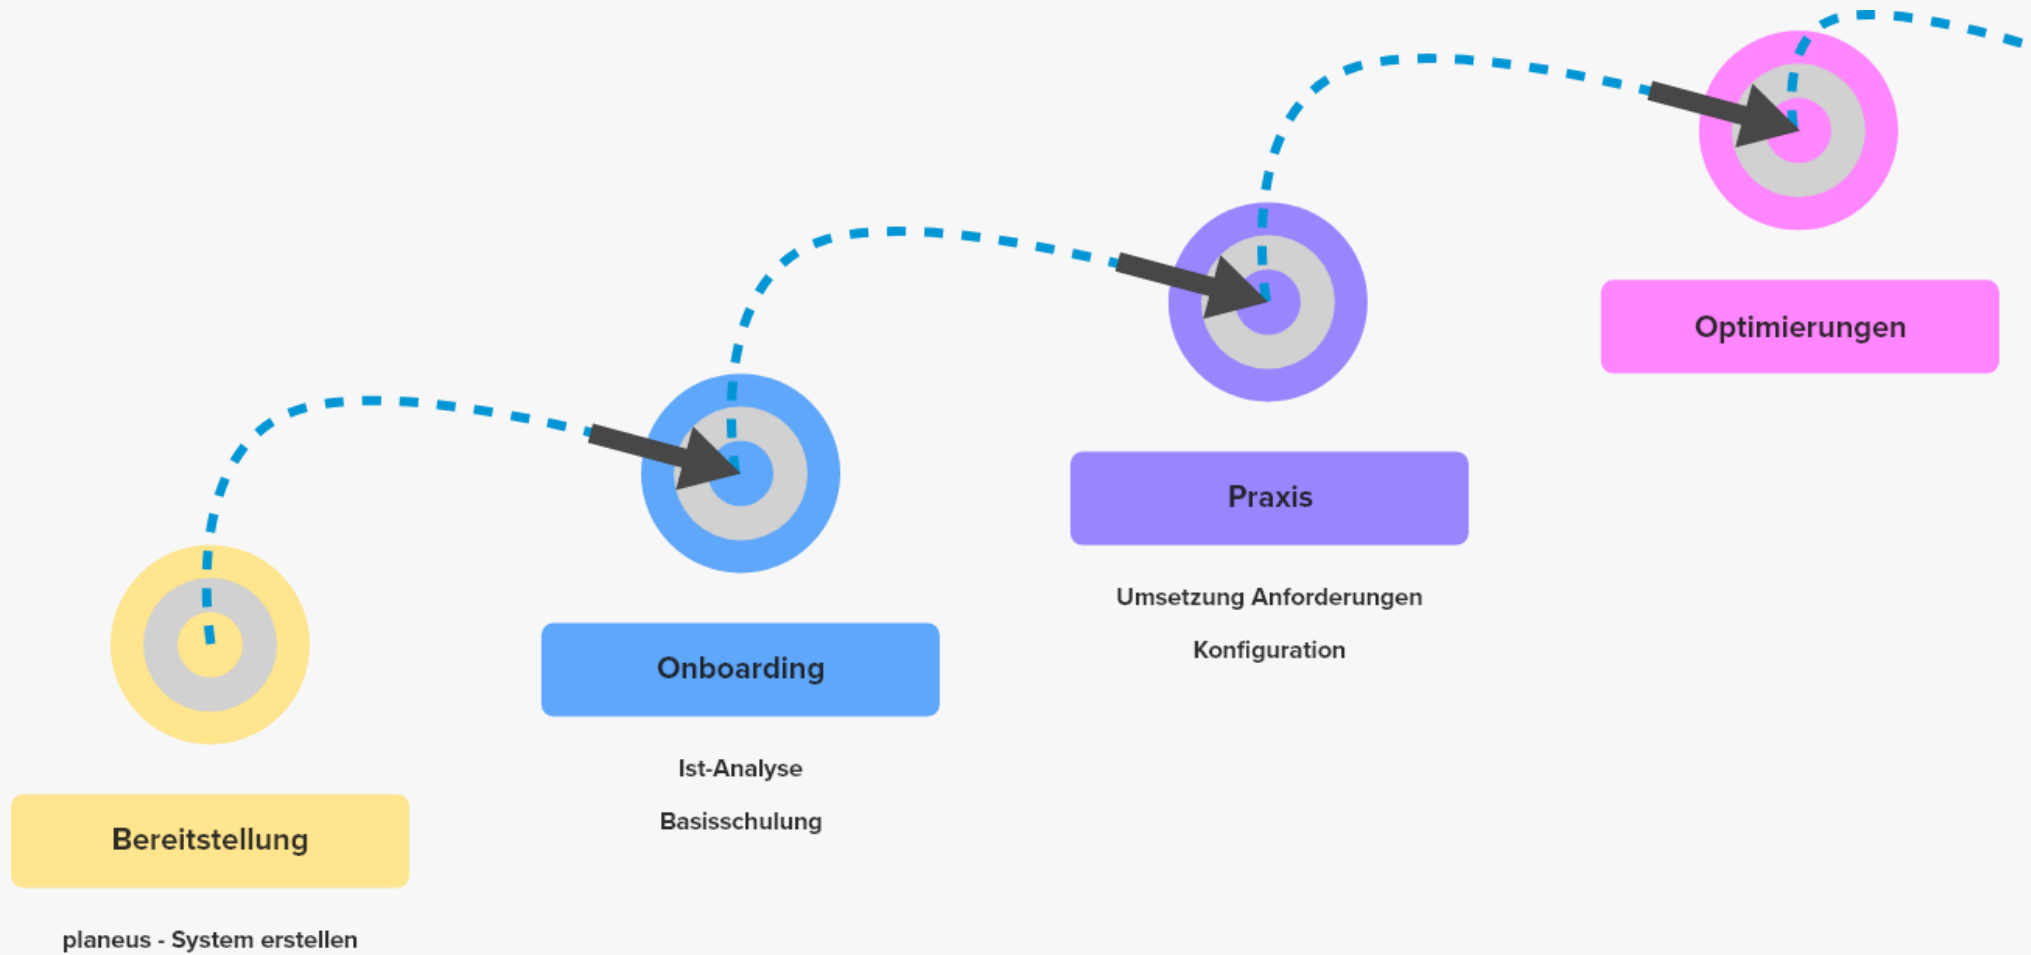 Bereitstellung
planeus - System erstellen
Onboarding
Ist-Analyse
Basisschulung
Praxis
Umsetzung Anforderungen
Konfiguration
Optimierungen